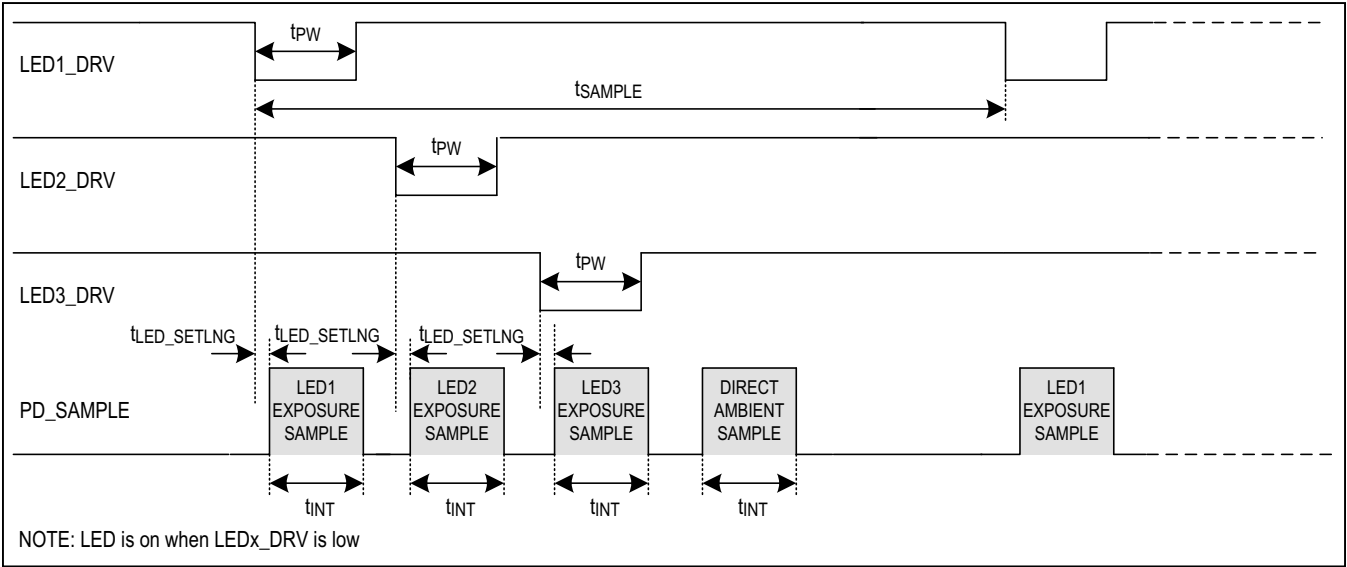 tPW
LED1_DRV
tSAMPLE
tPW
LED2_DRV
tPW
LED3_DRV
tLED_SETLNG tLED_SETLNG tLED_SETLNG
LED1
EXPOSURE
SAMPLE
LED2
EXPOSURE
SAMPLE
LED3
EXPOSURE
SAMPLE
DIRECT
AMBIENT
SAMPLE
LED1
EXPOSURE
SAMPLE
PD_SAMPLE
tINT tINT tINT tINT
NOTE: LED is on when LEDx_DRV is low